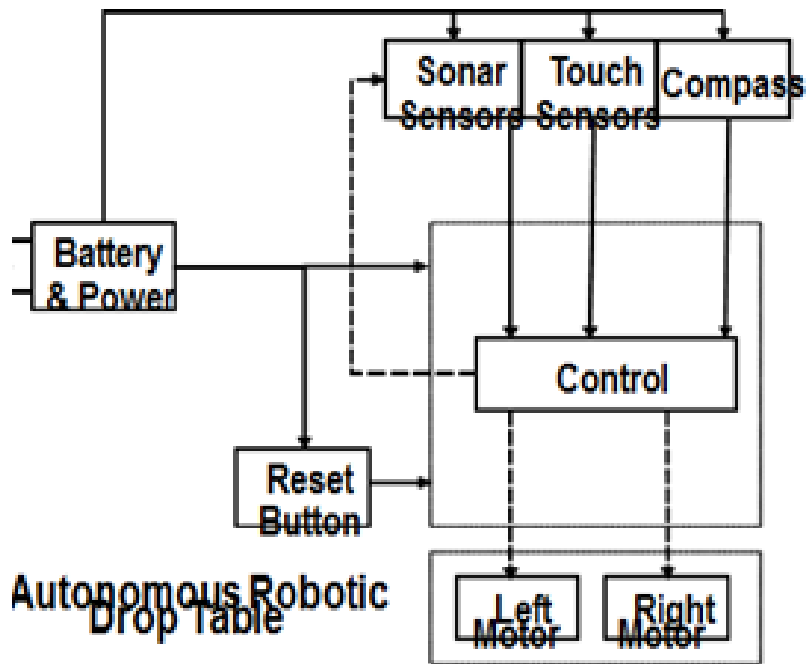 Sonar
Sensors
Touch
Sensors
Compass
Battery
& Power
Control
Reset
Button
Autonomous Robotic
Drop Table
Left
Motor
Right
Motor